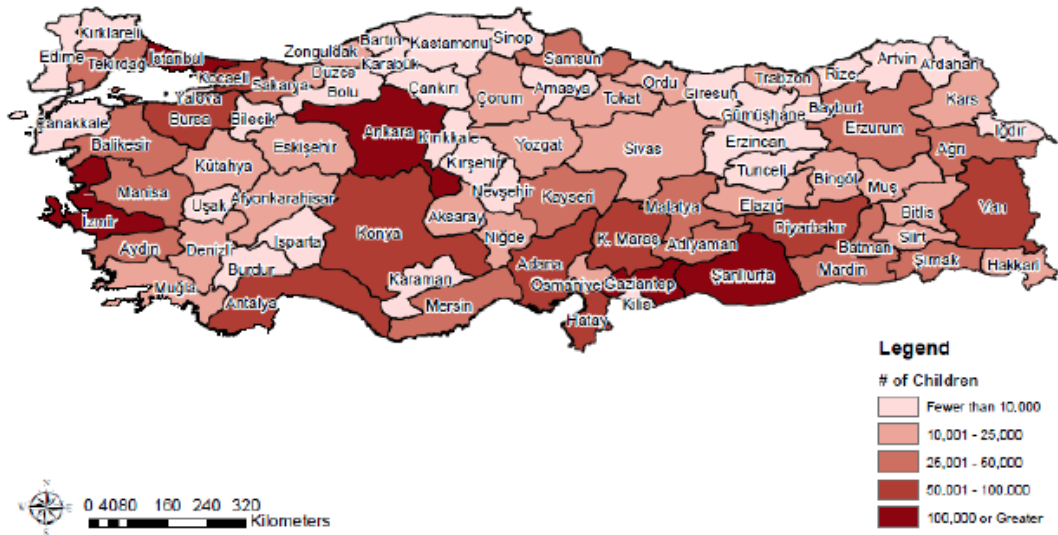 Kırklareli
Edirne
Tekirdağ
İstanbul
Kocaeli
Yalova
Sakarya
Zonguldak
Bartın
Kastamonu
Sinop
Karabük
Düzce
Bolu
Çankırı
Samsun
Ordu
Giresun
Trabzon
Rize
Artvin
Ardahan
Çanakkale
Bursa
Bilecik
Ankara
Kırıkkale
Çorum
Amasya
Tokat
Gümüşhane
Bayburt
Erzurum
Kars
Iğdır
Balıkesir
Kütahya
Eskişehir
Kırşehir
Yozgat
Sivas
Erzincan
Tunceli
Ağrı
Manisa
Uşak
Afyonkarahisar
Nevşehir
Kayseri
Malatya
Elazığ
Bingöl
Muş
Bitlis
Van
İzmir
Aydın
Denizli
Isparta
Konya
Aksaray
Niğde
K. Maraş
Adıyaman
Diyarbakır
Batman
Siirt
Burdur
Muğla
Antalya
Karaman
Mersin
Adana
Osmaniye
Gaziantep
Kilis
Hatay
Şanlıurfa
Mardin
Şırnak
Hakkari
Legend
# of Children
Fewer than 10.000
10,001 - 25,000
25,001 - 50,000
50.001 - 100.000
100,000 or Greater
N
W
E
S
0 4080 160 240 320
Kilometers